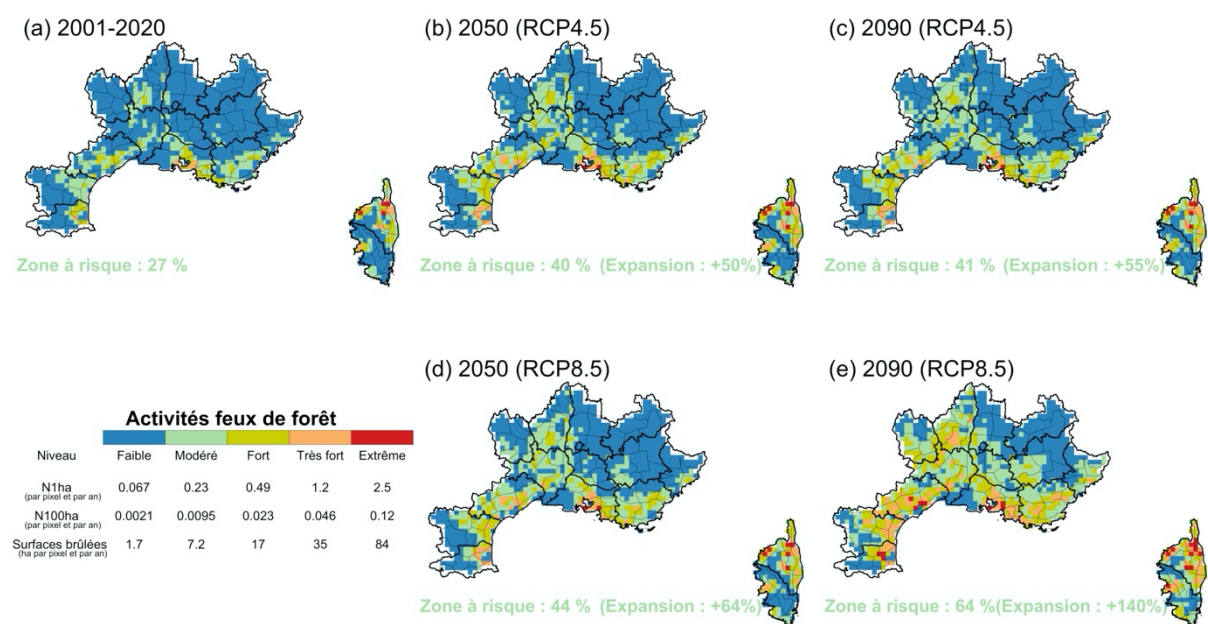 (a) 2001-2020
(b) 2050 (RCP4.5)
(c) 2090 (RCP4.5)
Zone à risque : 27 %
Zone à risque : 40 % (Expansion : +50%)
Zone à risque : 41 % (Expansion : +55%)
(d) 2050 (RCP8.5)
(e) 2090 (RCP8.5)
Activités feux de forêt
Niveau Faible Modéré Fort Très fort Extrême
N1ha 0.067 0.23 0.49 1.2 2.5
(par pixel et par an)
N100ha 0.0021 0.0095 0.023 0.046 0.12
(par pixel et par an)
Surfaces brûlées 1.7 7.2 17 35 84
(ha par pixel et par an)
Zone à risque : 44 % (Expansion : +64%)
Zone à risque : 64 %(Expansion : +140%)